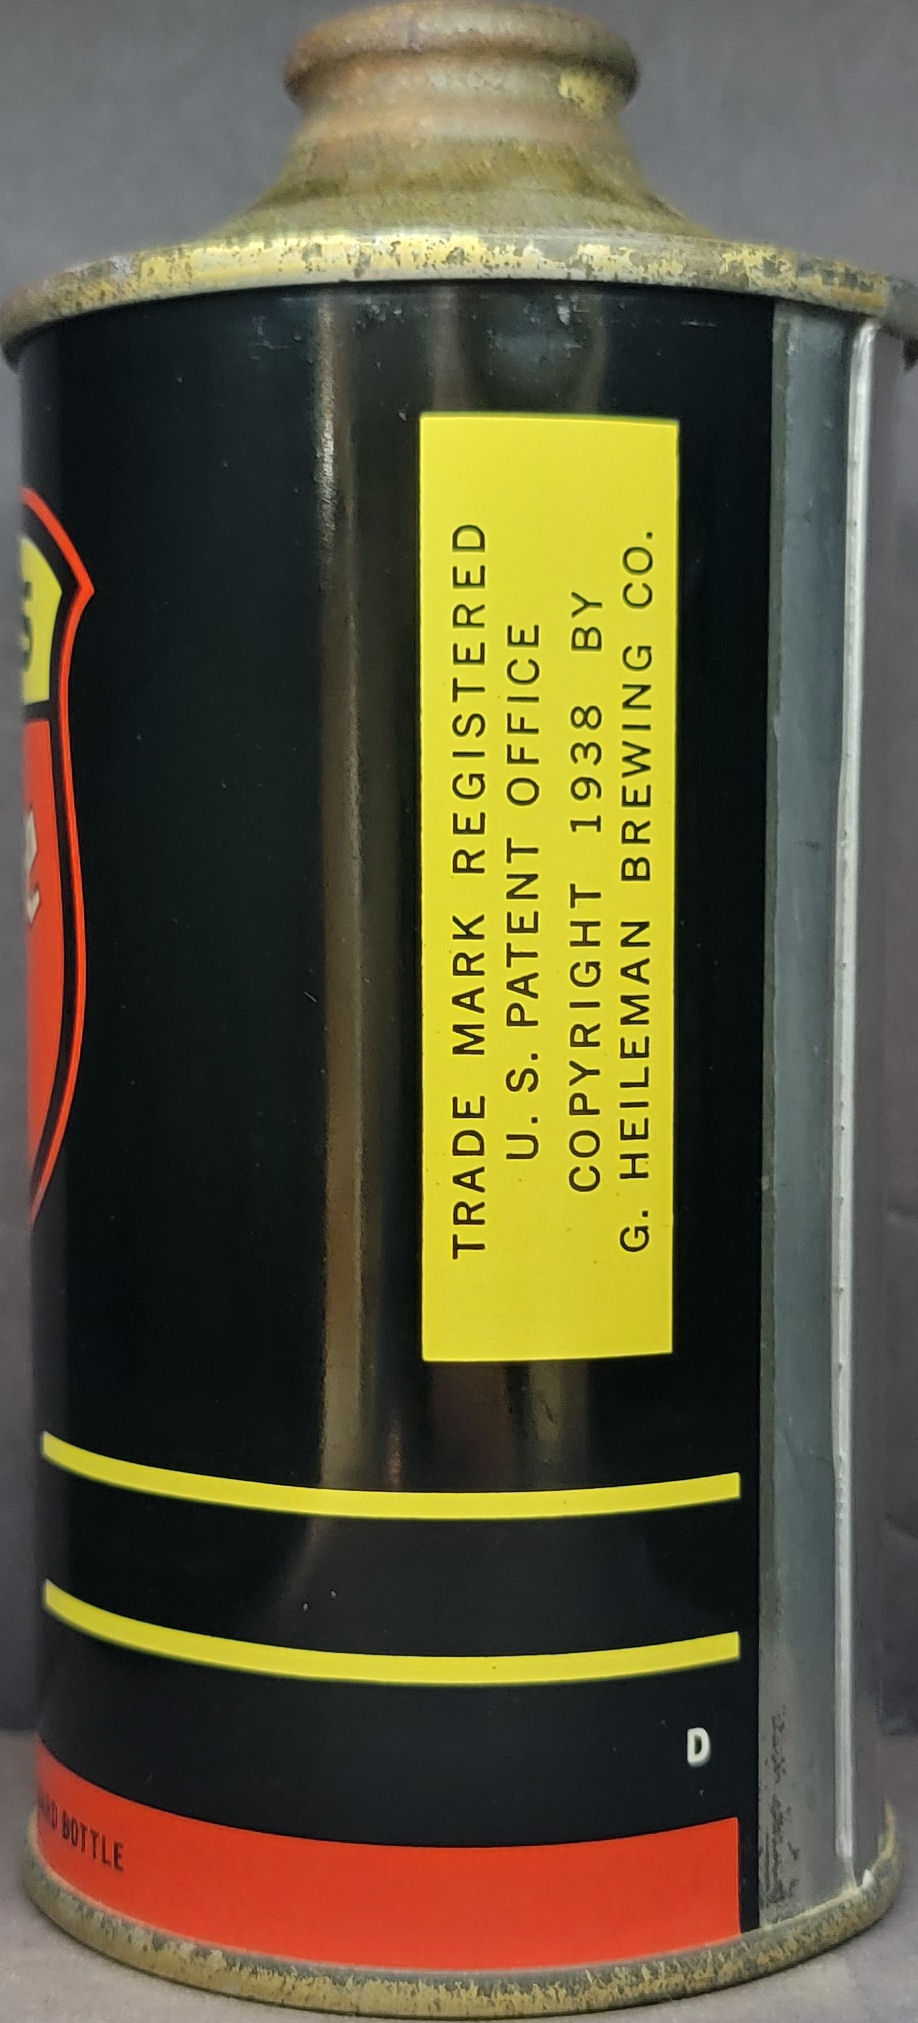 TRADE MARK REGISTERED
U. S. PATENT OFFICE
COPYRIGHT 1938 BY
G. HEILEMAN BREWING CO.
D
BOTTLE